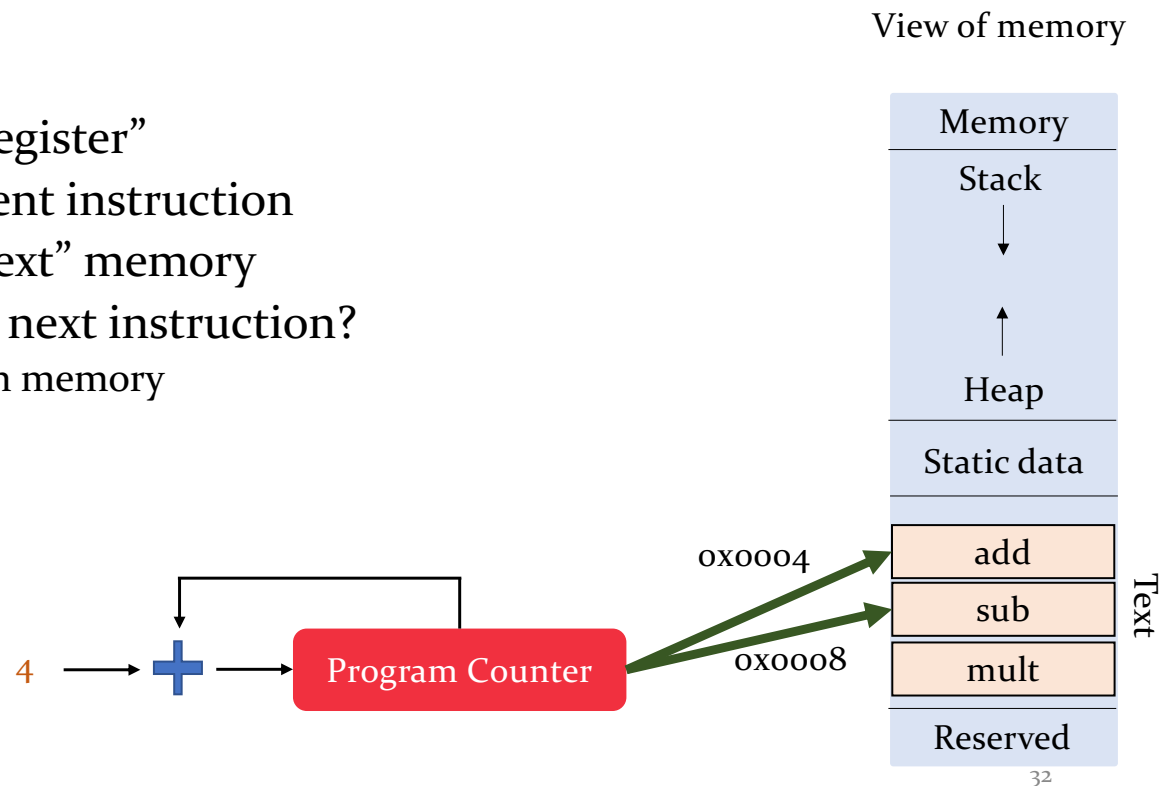 View of memory
egister”
ent instruction
ext” memory
next instruction?
n memory
Memory
Stack
Heap
Static data
add
sub
mult
Text
Reserved
0x0004
0x0008
4
Program Counter
32